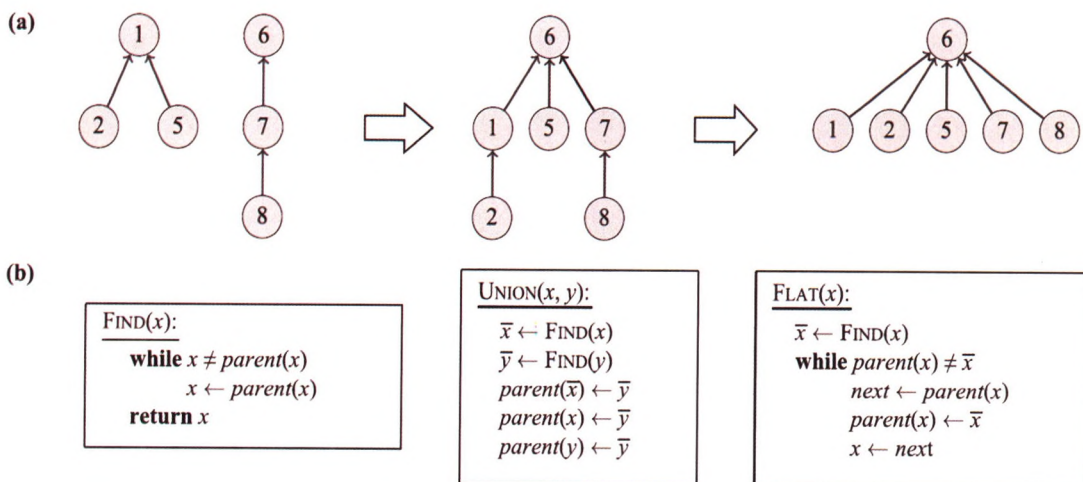 (a)
1 6 6 6
2 5 7 1 5 7 1 2 5 7 8
8 2 8
(b)
FIND(x):
while x ≠ parent(x)
x ← parent(x)
return x
UNION(x, y):
x̅ ← FIND(x)
y̅ ← FIND(y)
parent(x̅) ← y̅
parent(x) ← y̅
parent(y) ← y̅
FLAT(x):
x̅ ← FIND(x)
while parent(x) ≠ x̅
next ← parent(x)
parent(x) ← x̅
x ← next